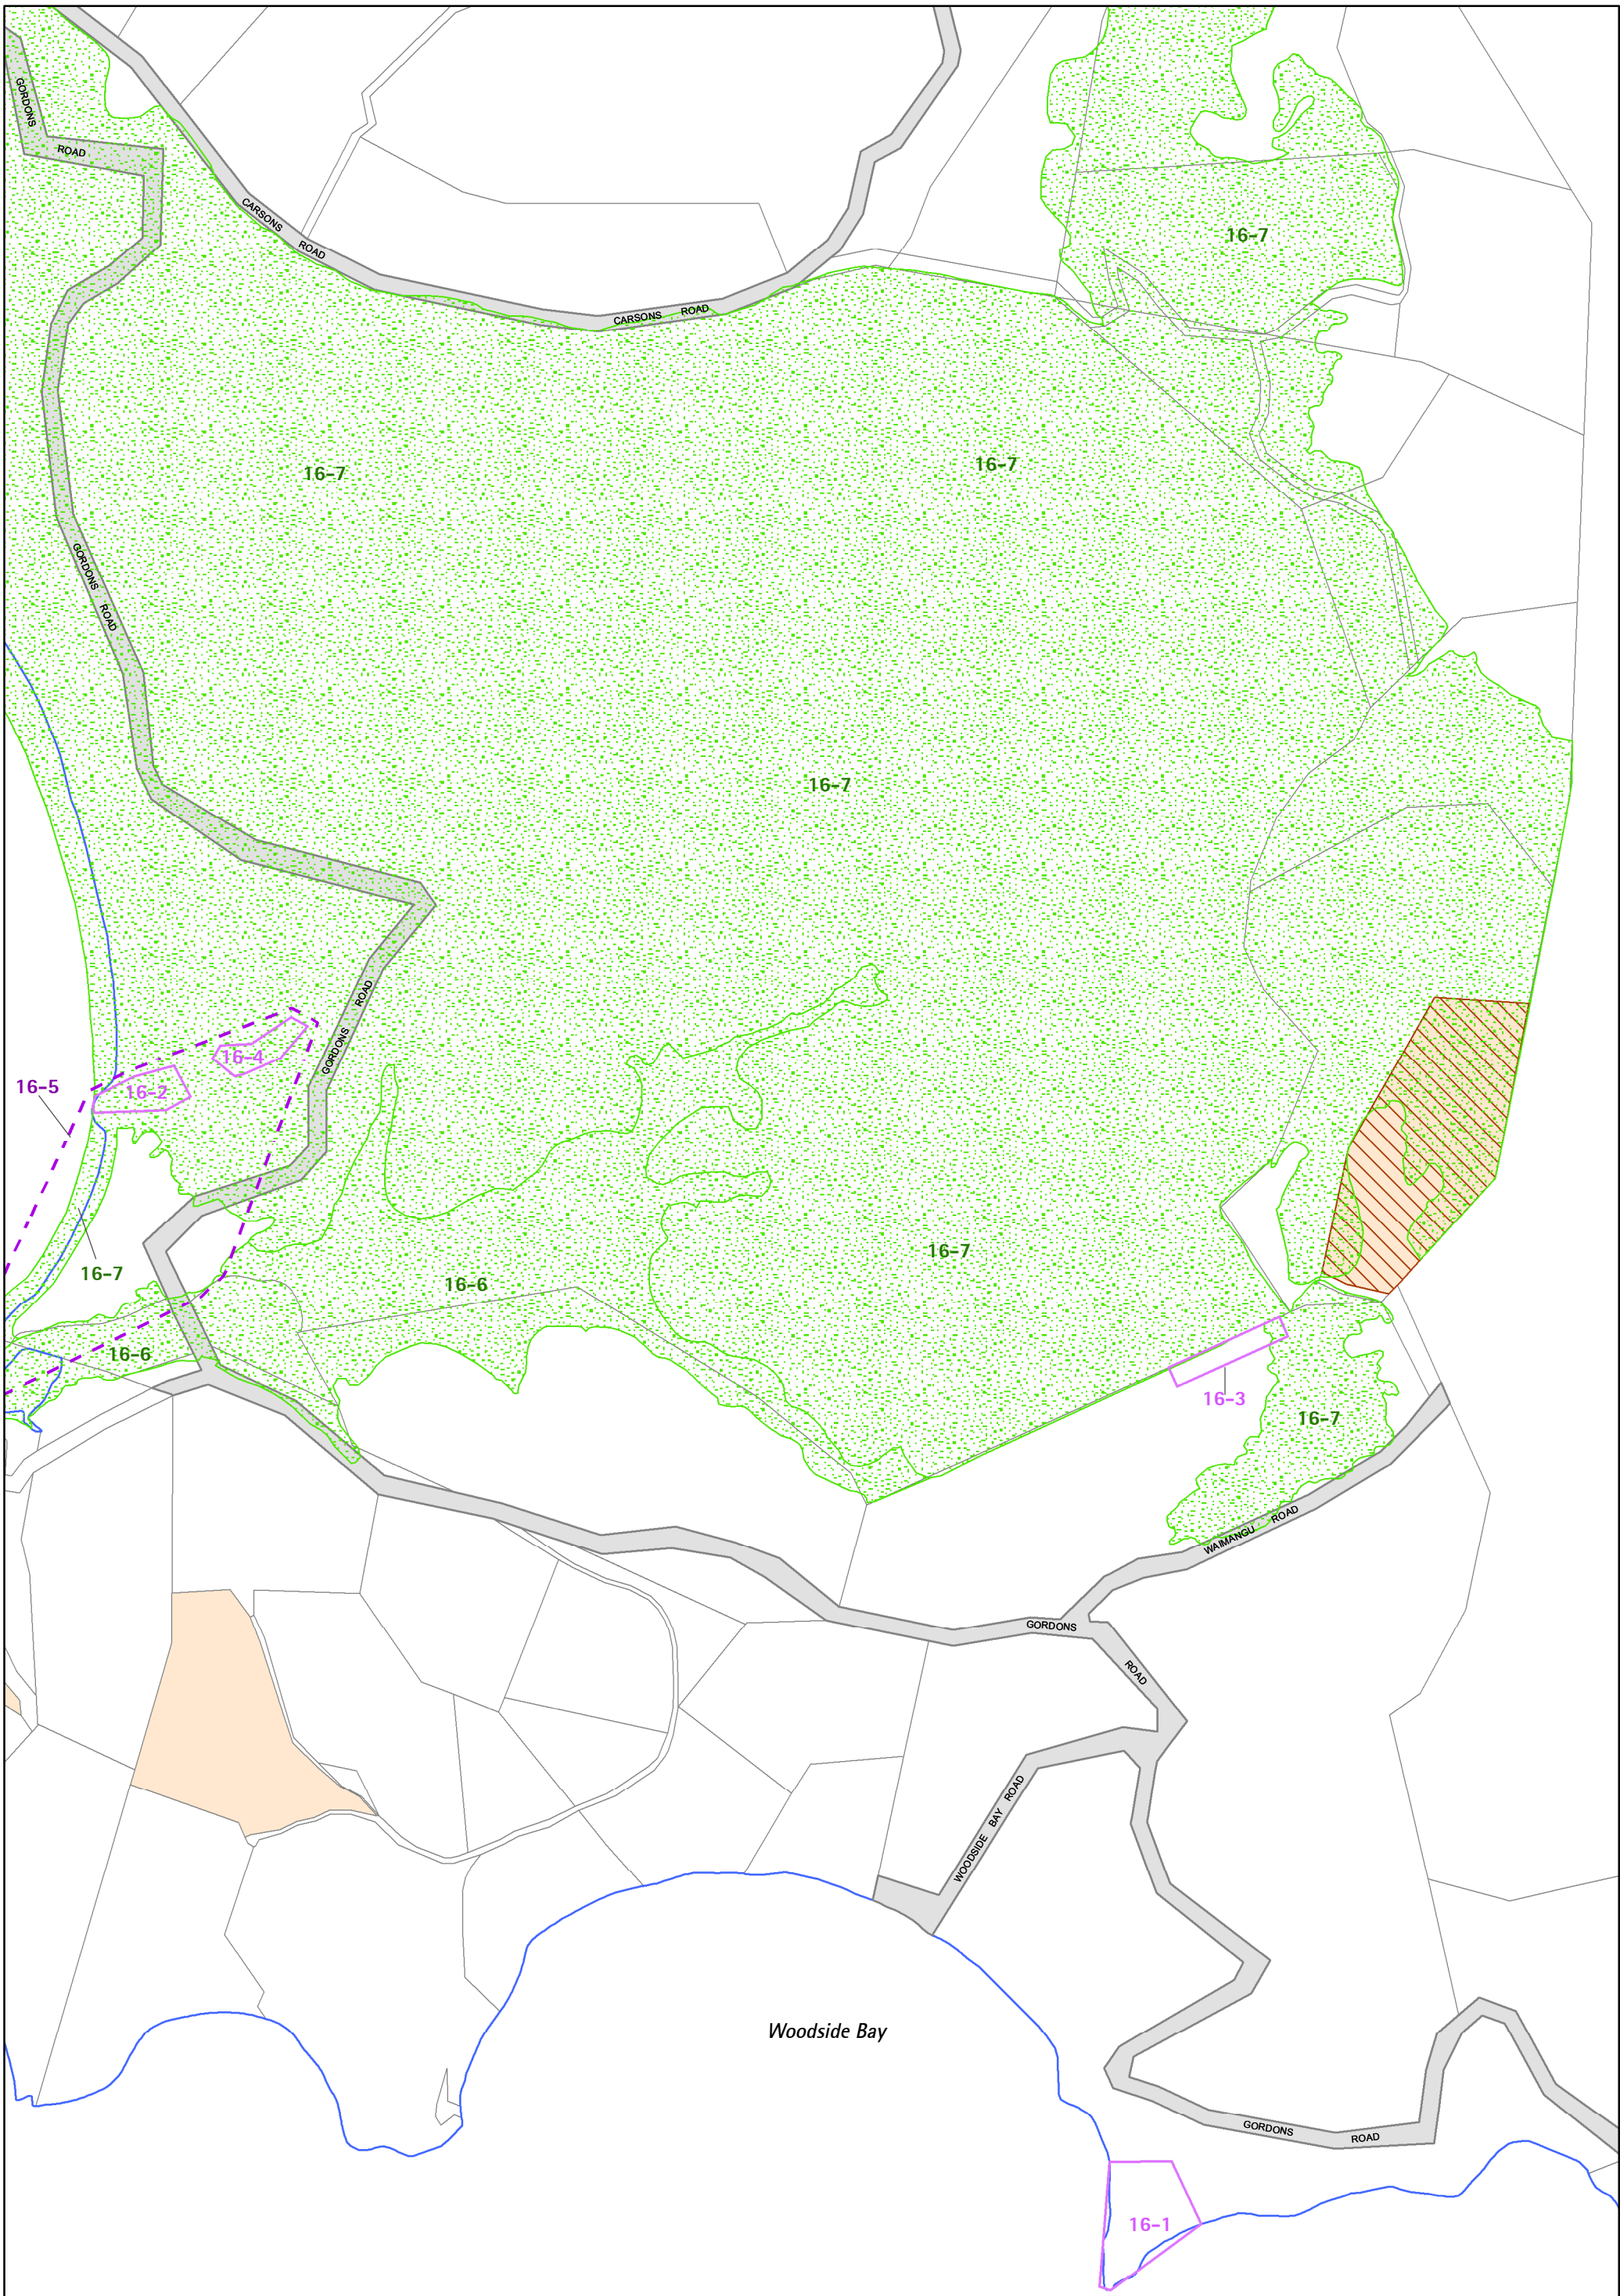 GORDONS
ROAD
CARSONS
ROAD
16-7
CARSONS ROAD
16-7
16-7
GORDONS ROAD
16-7
GORDONS ROAD
16-4
16-5
16-2
16-7
16-7
16-6
16-6
16-3
16-7
WAIMANGU ROAD
GORDONS
ROAD
WOODSIDE BAY ROAD
Woodside Bay
GORDONS
ROAD
16-1